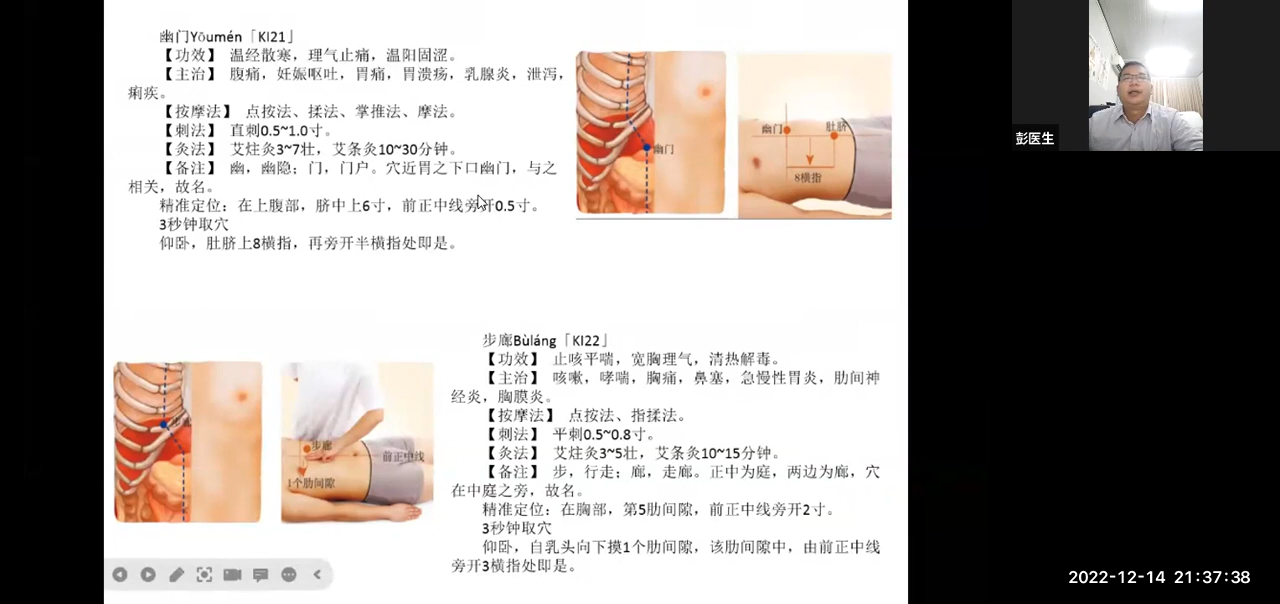 幽门Yōumén「KI21」
【功效】 温经散寒，理气止痛，温阳固涩。
【主治】 腹痛，妊娠呕吐，胃痛，胃溃疡，乳腺炎，泄泻，
痢疾。
【按摩法】 点按法、揉法、掌推法、摩法。
【刺法】 直刺0.5~1.0寸。
【灸法】 艾炷灸3~7壮，艾条灸10~30分钟。
【备注】 幽，幽隐；门，门户。穴近胃之下口幽门，与之
相关，故名。
精准定位：在上腹部，脐中上6寸，前正中线旁开0.5寸。
3秒钟取穴
仰卧，肚脐上8横指，再旁开半横指处即是。
幽门
幽门
肚脐
8横指
彭医生
步廊Bùláng「KI22」
【功效】 止咳平喘，宽胸理气，清热解毒。
【主治】 咳嗽，哮喘，胸痛，鼻塞，急慢性胃炎，肋间神
经炎，胸膜炎。
【按摩法】 点按法、指揉法。
【刺法】 平刺0.5~0.8寸。
【灸法】 艾炷灸3~5壮，艾条灸10~15分钟。
【备注】 步，行走；廊，走廊。正中为庭，两边为廊，穴
在中庭之旁，故名。
精准定位：在胸部，第5肋间隙，前正中线旁开2寸。
3秒钟取穴
仰卧，自乳头向下摸1个肋间隙，该肋间隙中，由前正中线
旁开3横指处即是。
步廊
步廊
前正中线
1个肋间隙
2022-12-14 21:37:38